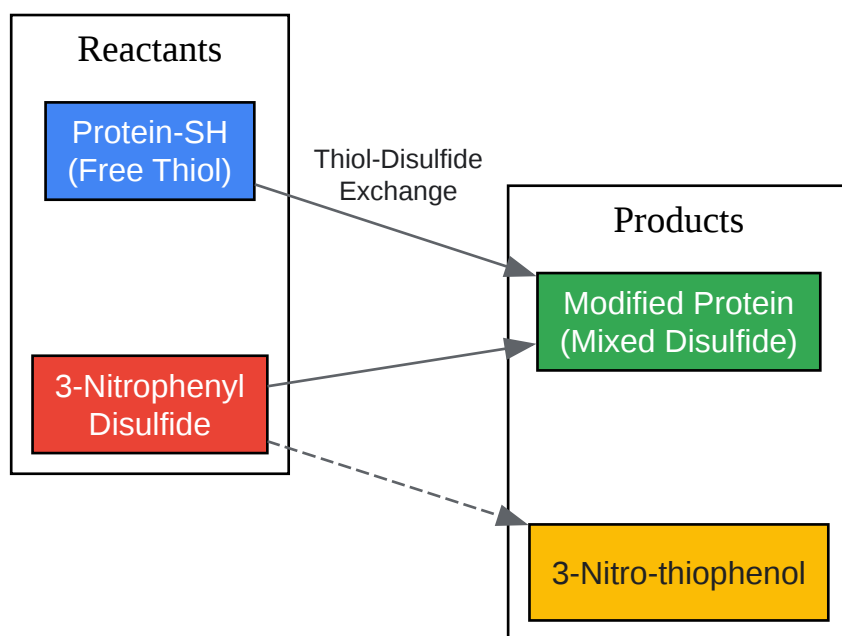 Reactants
Protein-SH
(Free Thiol)
Thiol-Disulfide
Exchange
Products
Modified Protein
(Mixed Disulfide)
3-Nitrophenyl
Disulfide
3-Nitro-thiophenol